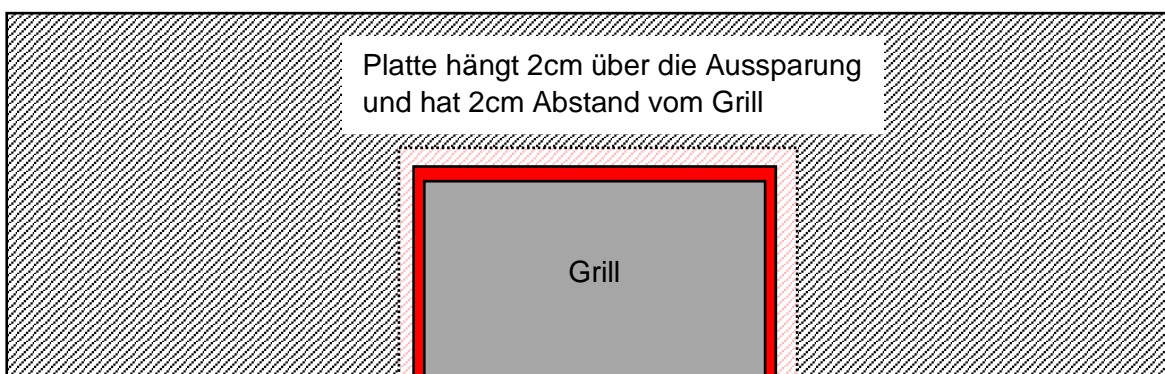 Platte hängt 2cm über die Aussparung
und hat 2cm Abstand vom Grill
Grill